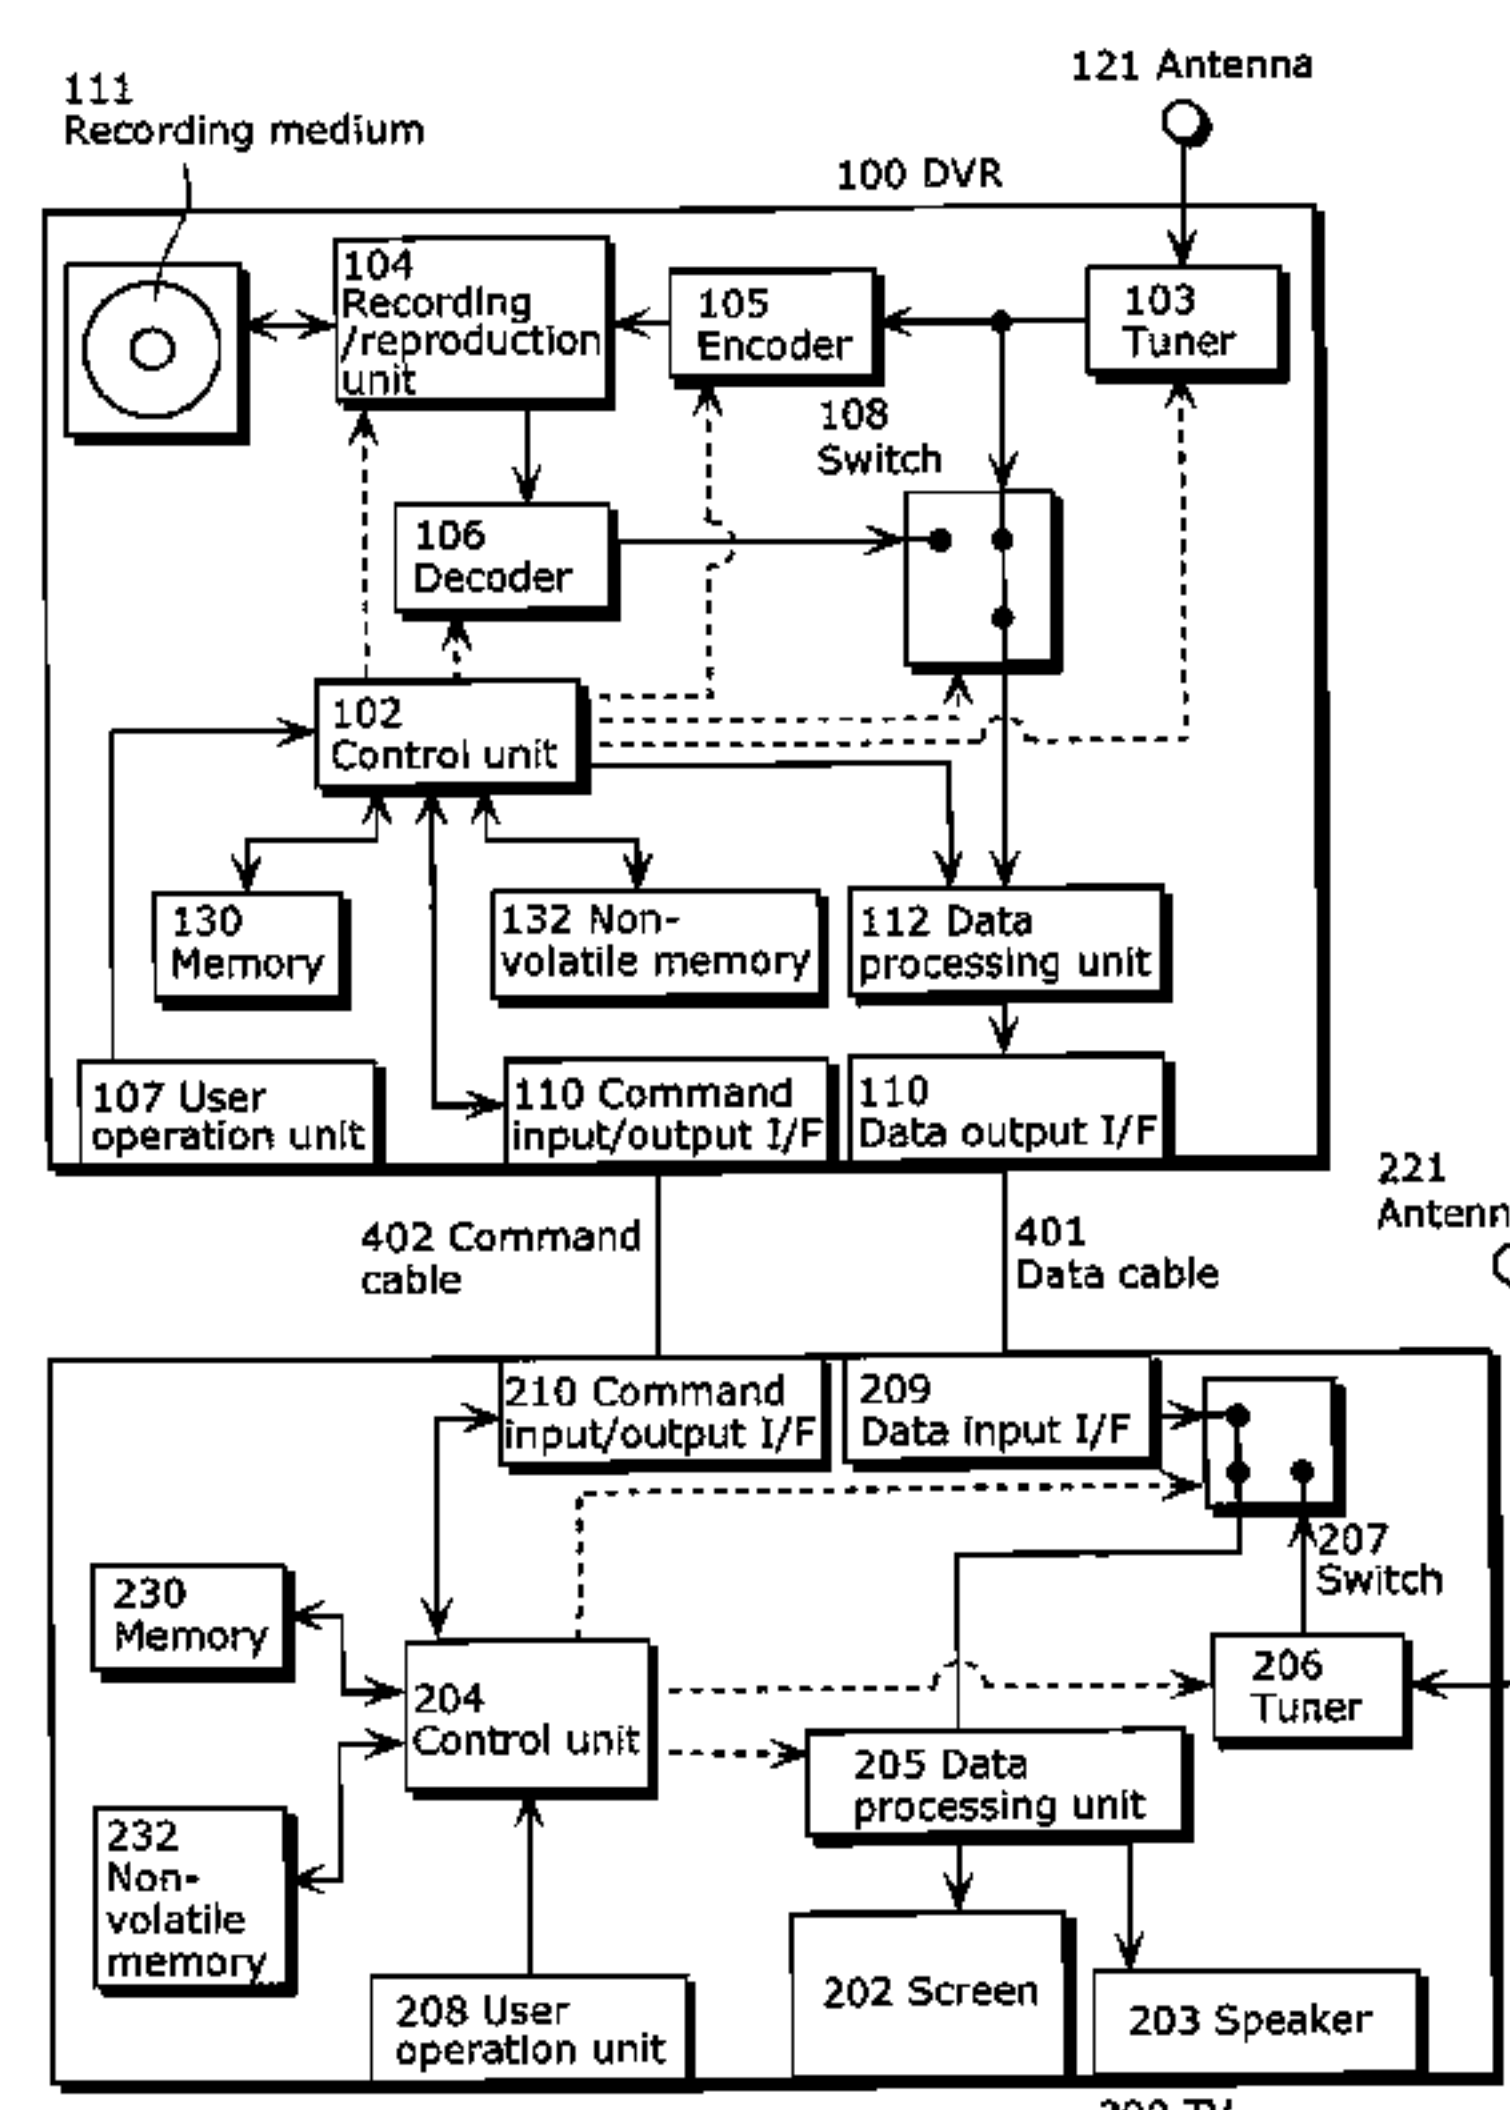 121 Antenna
111
Recording medium
100 DVR
104
Recording
/reproduction
unit
105
Encoder
103
Tuner
108
Switch
106
Decoder
102
Control unit
130
Memory
132 Non-
volatile memory
112 Data
processing unit
107 User
operation unit
110 Command
input/output I/F
110
Data output I/F
221
Antenn
402 Command
cable
401
Data cable
210 Command
input/output I/F
209
Data input I/F
207
Switch
230
Memory
204
Control unit
206
Tuner
205 Data
processing unit
232
Non-
volatile
memory
208 User
operation unit
202 Screen
203 Speaker